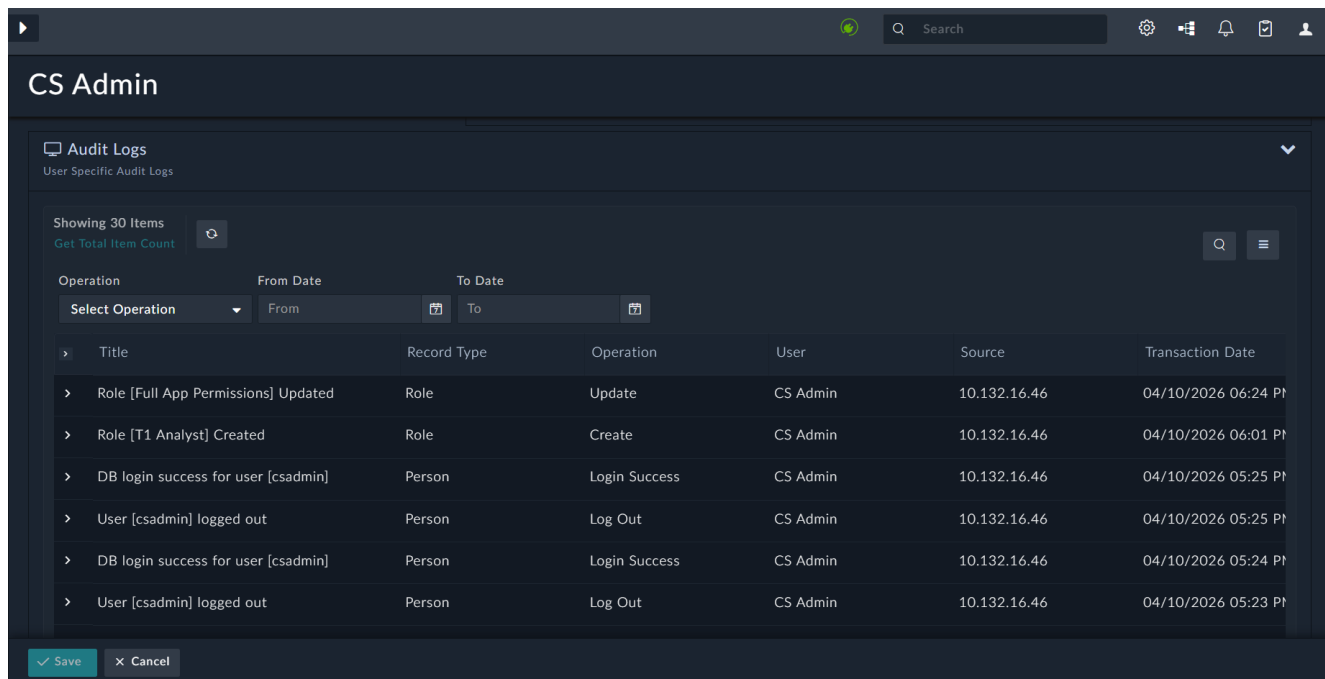 Search
CS Admin
Audit Logs
User Specific Audit Logs
Showing 30 Items
Get Total Item Count
Operation From Date To Date
Select Operation From To
Title Record Type Operation User Source Transaction Date
Role [Full App Permissions] Updated Role Update CS Admin 10.132.16.46 04/10/2026 06:24 PM
Role [T1 Analyst] Created Role Create CS Admin 10.132.16.46 04/10/2026 06:01 PM
DB login success for user [csadmin] Person Login Success CS Admin 10.132.16.46 04/10/2026 05:25 PM
User [csadmin] logged out Person Log Out CS Admin 10.132.16.46 04/10/2026 05:25 PM
DB login success for user [csadmin] Person Login Success CS Admin 10.132.16.46 04/10/2026 05:24 PM
User [csadmin] logged out Person Log Out CS Admin 10.132.16.46 04/10/2026 05:23 PM
Save Cancel